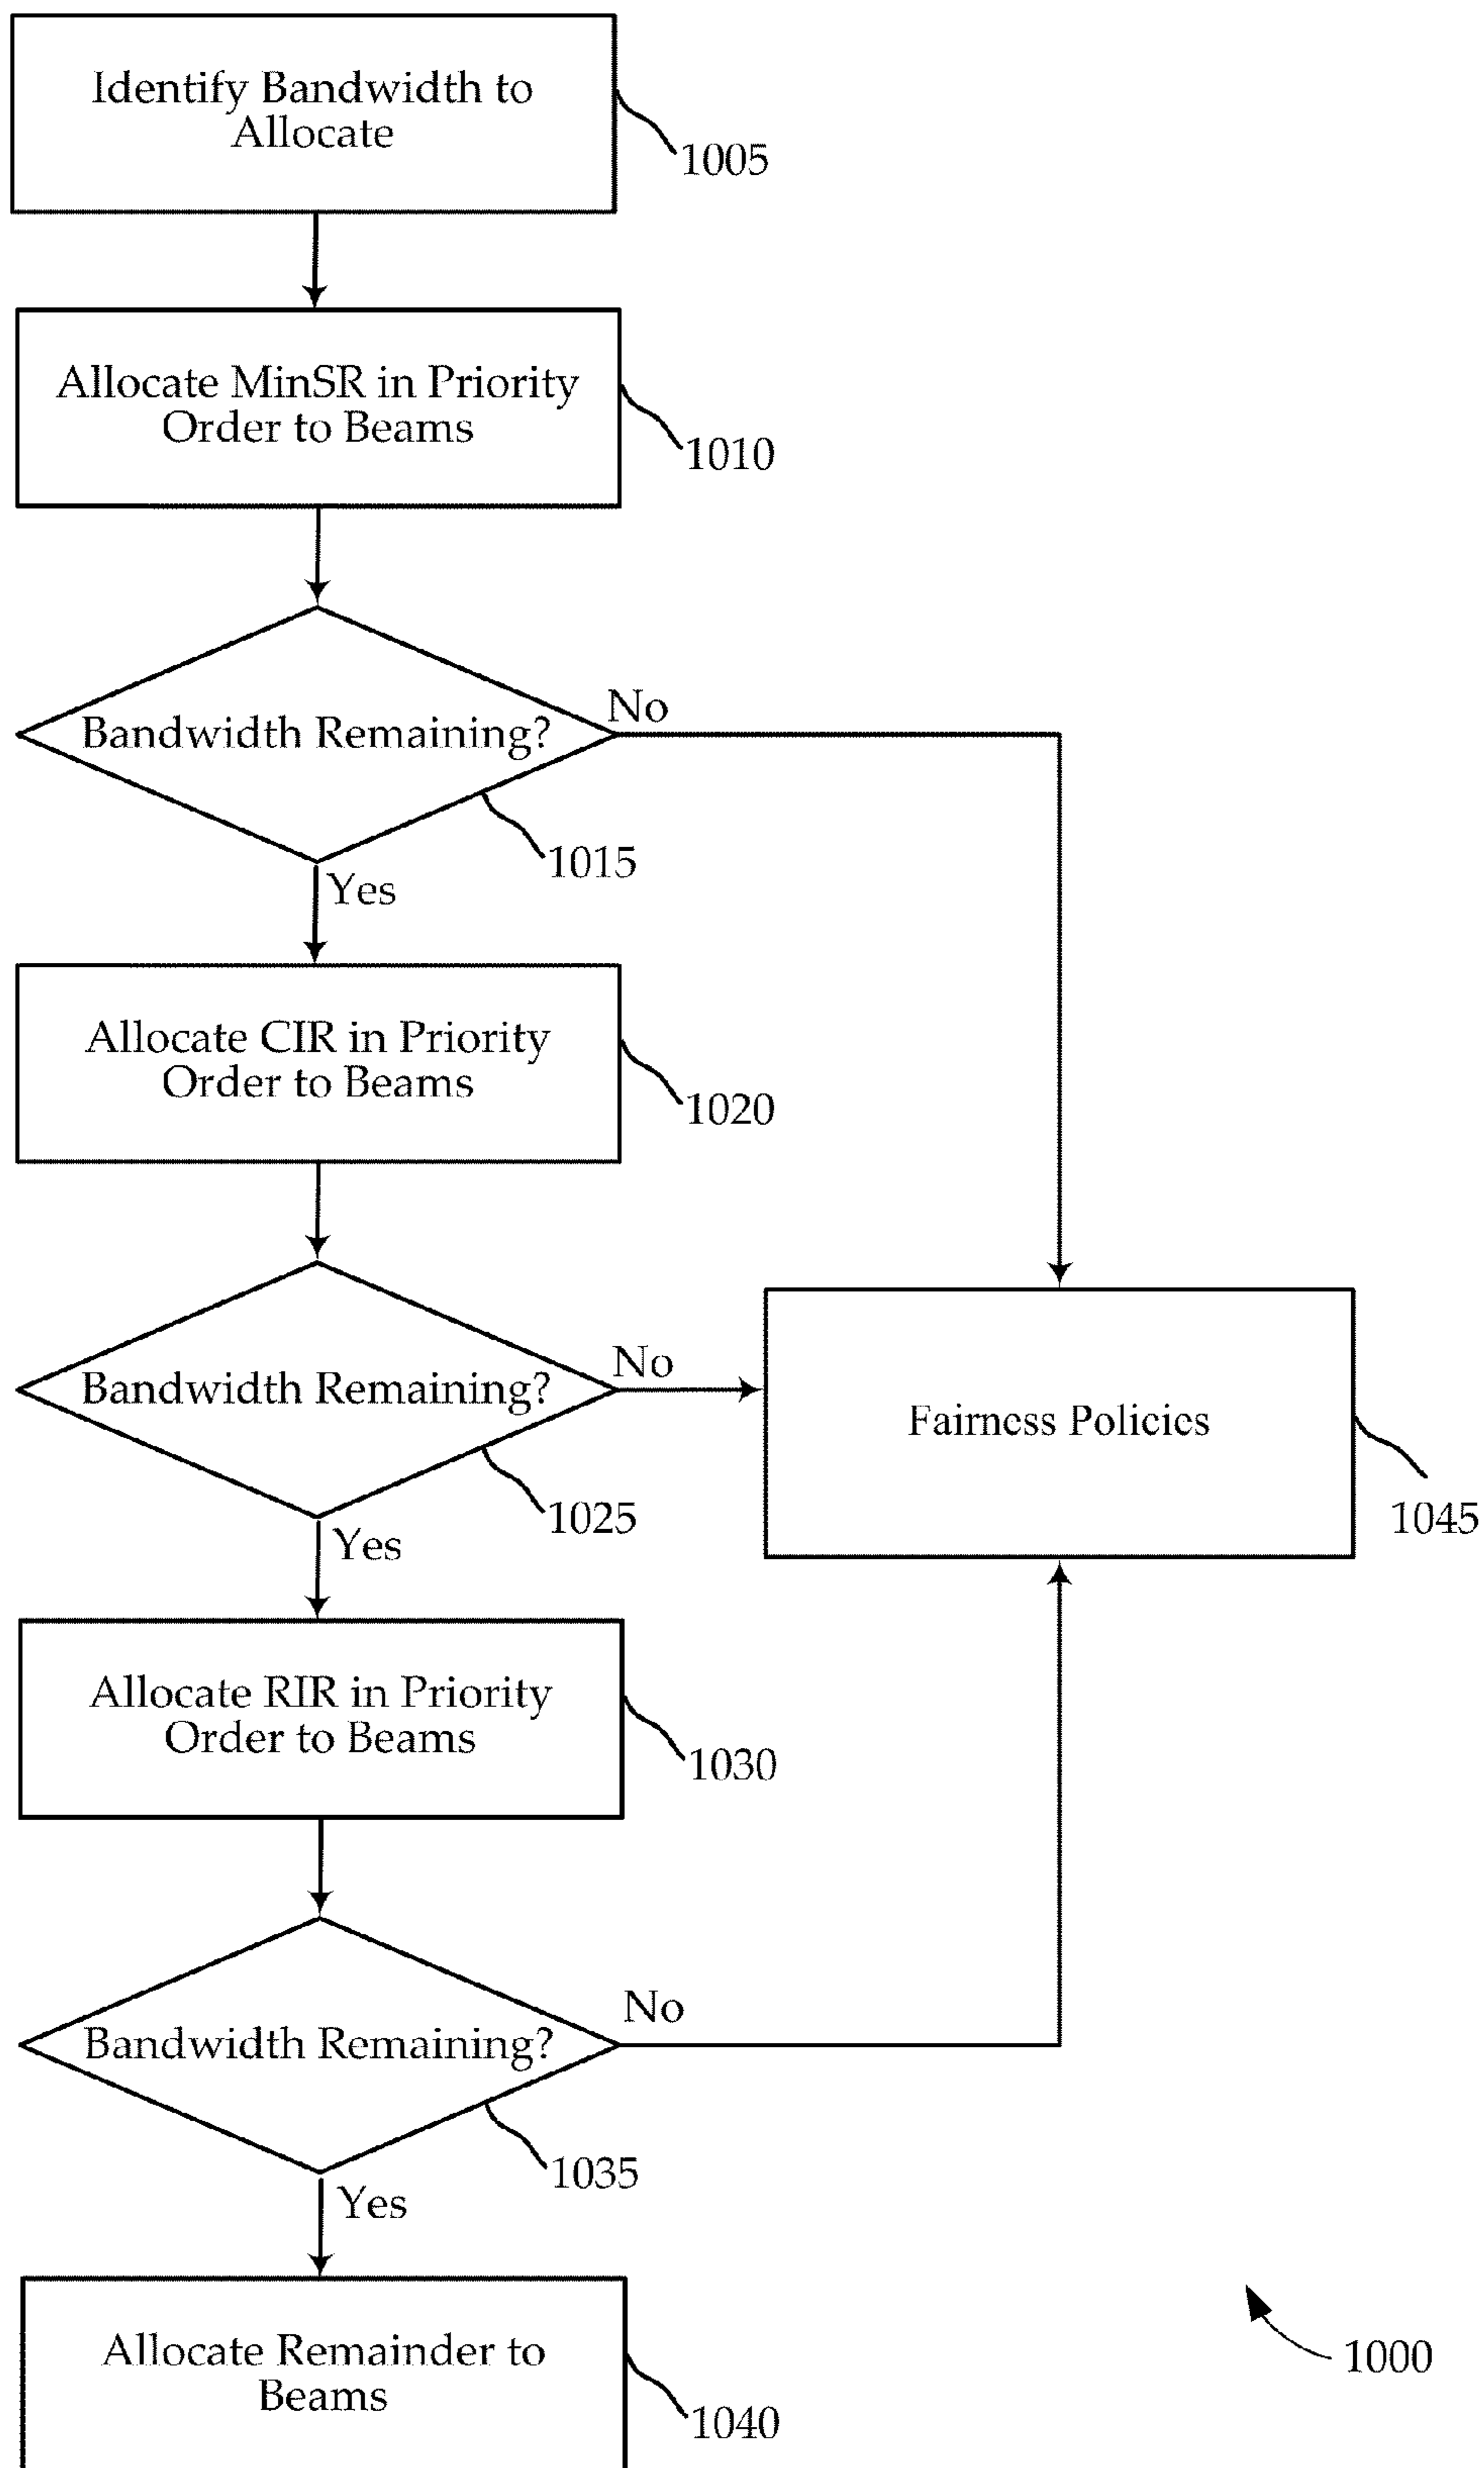 Identify Bandwidth to
Allocate
1005
Allocate MinSR in Priority
Order to Beams
1010
Bandwidth Remaining?
No
1015
Yes
Allocate CIR in Priority
Order to Beams
1020
Bandwidth Remaining?
No
Fairness Policies
1025
1045
Yes
Allocate RIR in Priority
Order to Beams
1030
Bandwidth Remaining?
No
1035
Yes
Allocate Remainder to
Beams
1040
1000